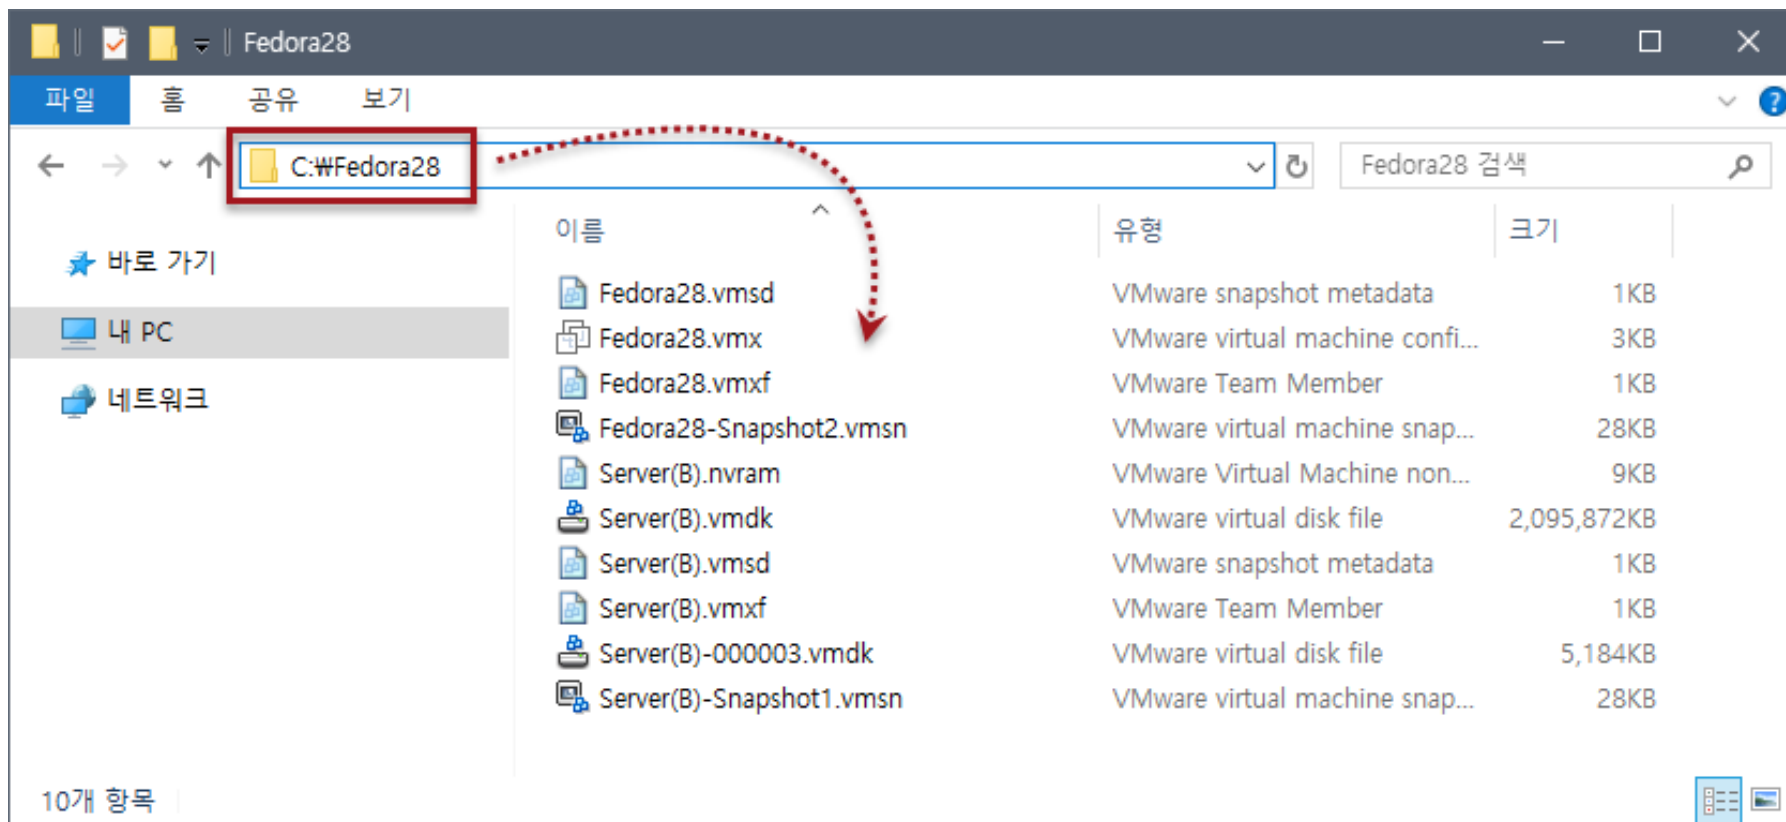 Fedora28
파일 홈 공유 보기
C:₩Fedora28 Fedora28 검색
이름 유형 크기
바로 가기
내 PC
네트워크
Fedora28.vmsd VMware snapshot metadata 1KB
Fedora28.vmx VMware virtual machine confi... 3KB
Fedora28.vmxf VMware Team Member 1KB
Fedora28-Snapshot2.vmsn VMware virtual machine snap... 28KB
Server(B).nvram VMware Virtual Machine non... 9KB
Server(B).vmdk VMware virtual disk file 2,095,872KB
Server(B).vmsd VMware snapshot metadata 1KB
Server(B).vmxf VMware Team Member 1KB
Server(B)-000003.vmdk VMware virtual disk file 5,184KB
Server(B)-Snapshot1.vmsn VMware virtual machine snap... 28KB
10개 항목